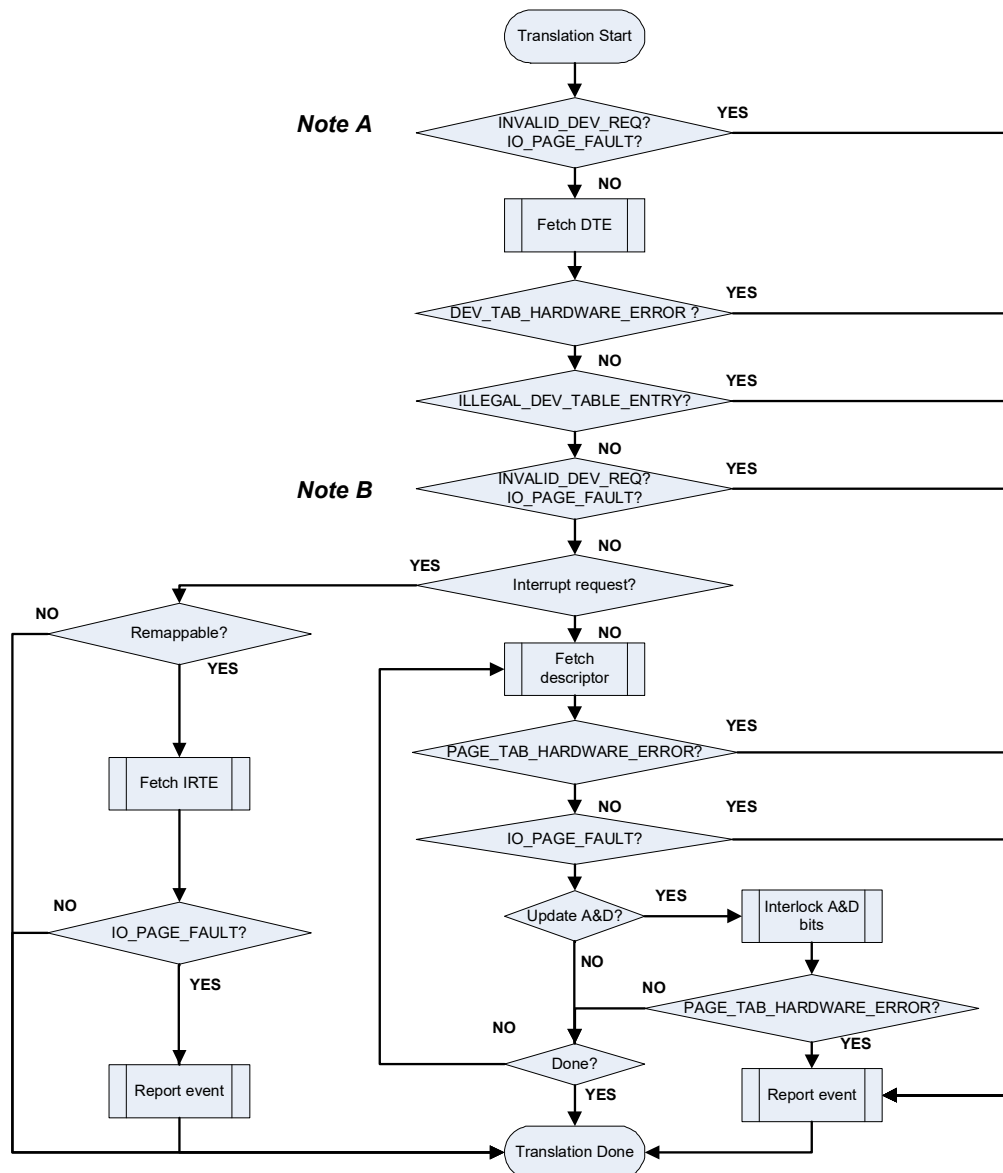 Translation Start
Note A
INVALID_DEV_REQ?
IO_PAGE_FAULT?
YES
NO
Fetch DTE
DEV_TAB_HARDWARE_ERROR ?
YES
NO
ILLEGAL_DEV_TABLE_ENTRY?
YES
NO
Note B
INVALID_DEV_REQ?
IO_PAGE_FAULT?
YES
NO
Interrupt request?
YES
NO
Remappable?
NO
YES
Fetch IRTE
IO_PAGE_FAULT?
NO
YES
Report event
Fetch
descriptor
PAGE_TAB_HARDWARE_ERROR?
YES
NO
IO_PAGE_FAULT?
YES
NO
Update A&D?
YES
NO
Interlock A&D
bits
PAGE_TAB_HARDWARE_ERROR?
NO
YES
Done?
NO
YES
Report event
Translation Done